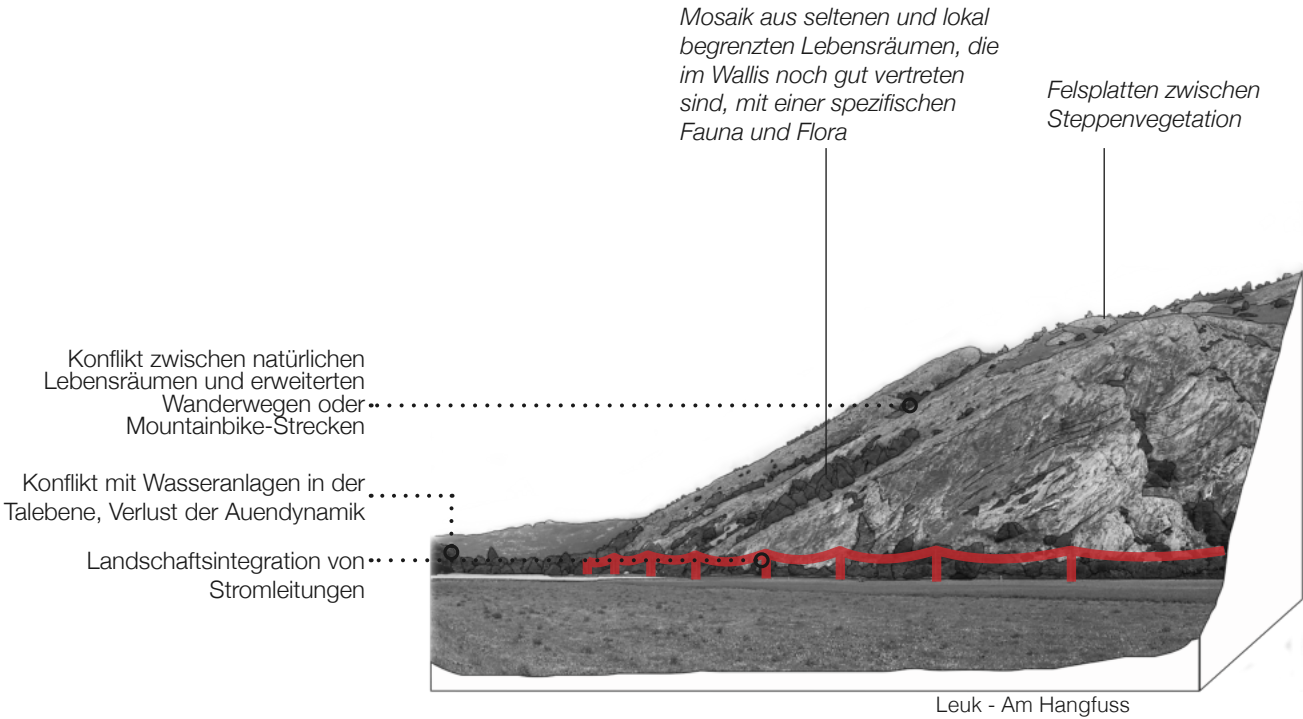 Mosaik aus seltenen und lokal
begrenzten Lebensräumen, die
im Wallis noch gut vertreten
sind, mit einer spezifischen
Fauna und Flora
Felsplatten zwischen
Steppenvegetation
Konflikt zwischen natürlichen
Lebensräumen und erweiterten
Wanderwegen oder
Mountainbike-Strecken
Konflikt mit Wasseranlagen in der
Talebene, Verlust der Auendynamik
Landschaftsintegration von
Stromleitungen
Leuk - Am Hangfuss